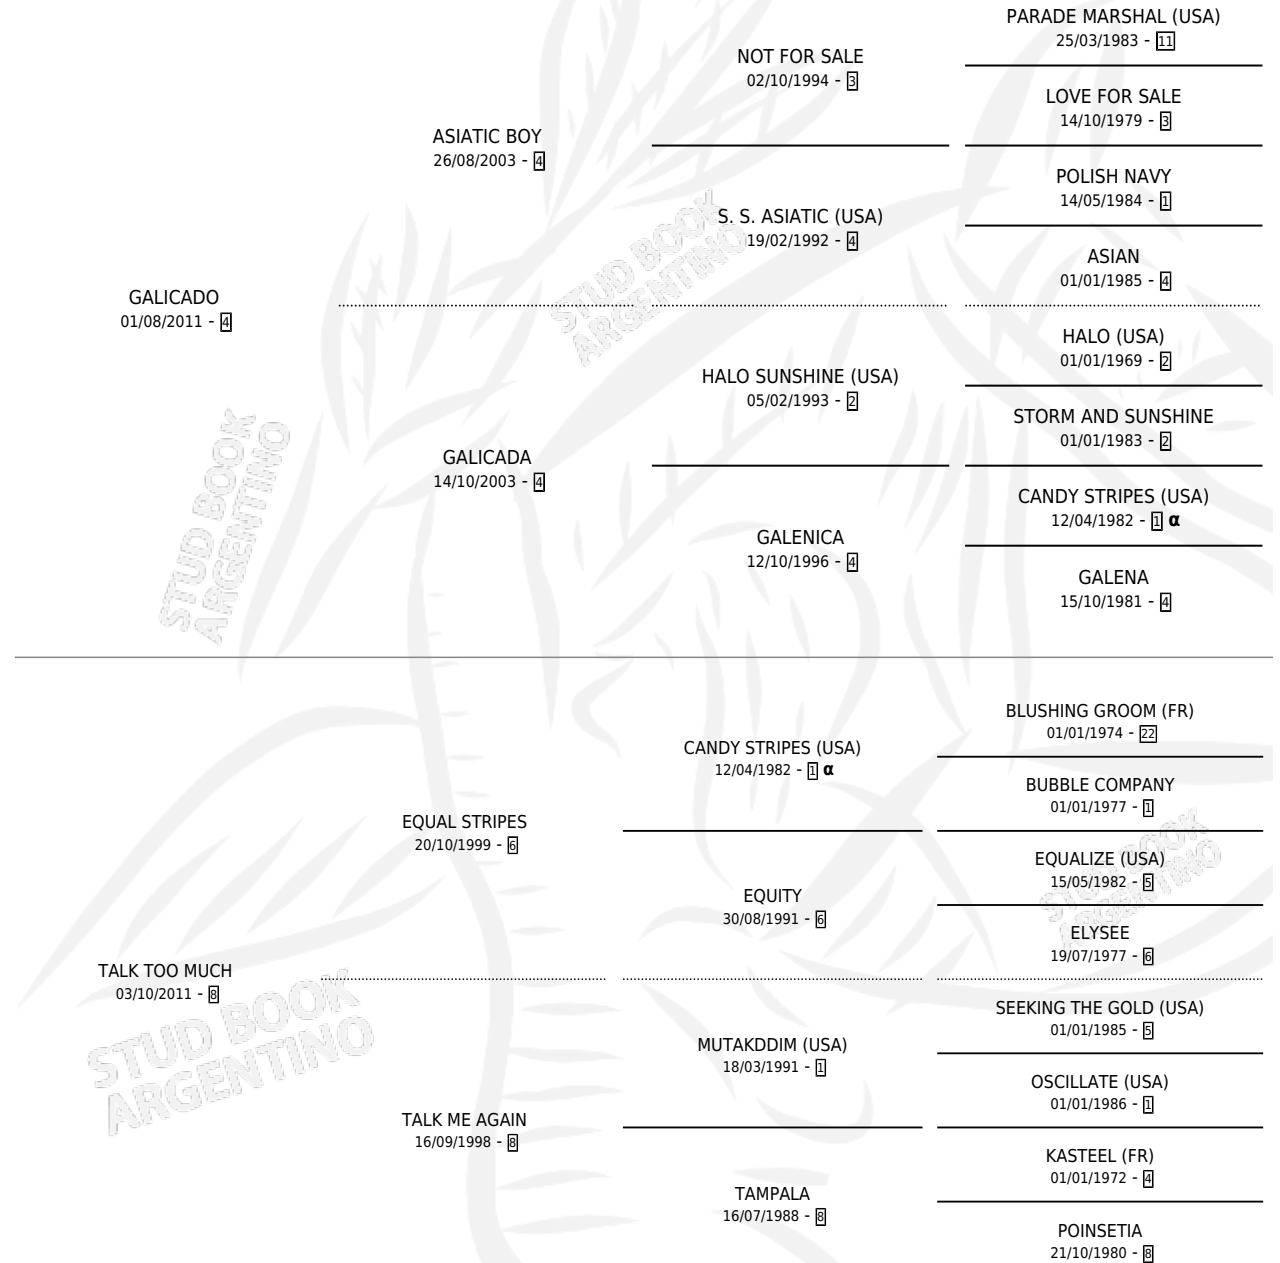 PARADE MARSHAL (USA)
25/03/1983 - 11
NOT FOR SALE
02/10/1994 - 3
LOVE FOR SALE
14/10/1979 - 3
ASIATIC BOY
26/08/2003 - 4
POLISH NAVY
14/05/1984 - 1
S. S. ASIATIC (USA)
19/02/1992 - 4
ASIAN
01/01/1985 - 4
GALICADO
01/08/2011 - 4
HALO (USA)
01/01/1969 - 2
HALO SUNSHINE (USA)
05/02/1993 - 2
STORM AND SUNSHINE
01/01/1983 - 2
GALICADA
14/10/2003 - 4
CANDY STRIPES (USA)
12/04/1982 - 1 α
GALENICA
12/10/1996 - 4
GALENA
15/10/1981 - 4
BLUSHING GROOM (FR)
01/01/1974 - 22
CANDY STRIPES (USA)
12/04/1982 - 1 α
BUBBLE COMPANY
01/01/1977 - 1
EQUAL STRIPES
20/10/1999 - 6
EQUALIZE (USA)
15/05/1982 - 5
EQUITY
30/08/1991 - 6
ELYSEE
19/07/1977 - 6
TALK TOO MUCH
03/10/2011 - 8
SEEKING THE GOLD (USA)
01/01/1985 - 5
MUTAKDDIM (USA)
18/03/1991 - 1
OSCILLATE (USA)
01/01/1986 - 1
TALK ME AGAIN
16/09/1998 - 8
KASTEEL (FR)
01/01/1972 - 4
TAMPALA
16/07/1988 - 8
POINSETIA
21/10/1980 - 8
STUD BOOK
ARGENTINO
STUD BOOK
ARGENTINO
STUD BOOK
ARGENTINO
STUD BOOK
ARGENTINO